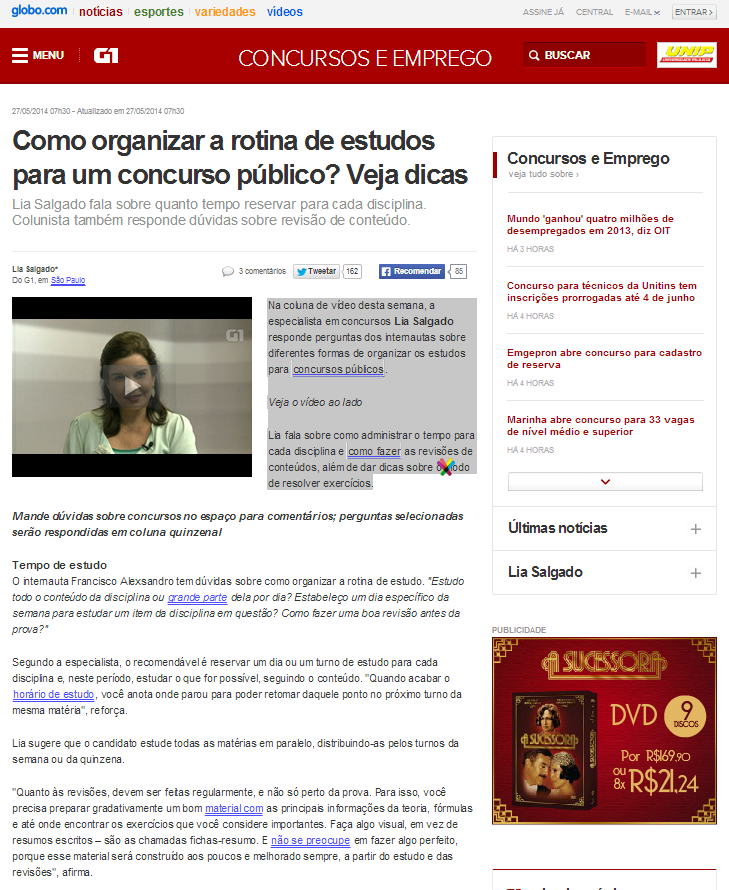 globo.com notícias esportes variedades vídeos ASSINE JÁ CENTRAL E-MAIL ENTRAR ›
MENU G1 CONCURSOS E EMPREGO BUSCAR UNIP
27/05/2014 07h30 - Atualizado em 27/05/2014 07h30
Como organizar a rotina de estudos
para um concurso público? Veja dicas
Lia Salgado fala sobre quanto tempo reservar para cada disciplina.
Colunista também responde dúvidas sobre revisão de conteúdo.
Lia Salgado*
Do G1, em São Paulo
3 comentários Tweetar 162 Recomendar 85
G1
Na coluna de vídeo desta semana, a
especialista em concursos Lia Salgado
responde perguntas dos internautas sobre
diferentes formas de organizar os estudos
para concursos públicos.
Veja o vídeo ao lado
Lia fala sobre como administrar o tempo para
cada disciplina e como fazer as revisões de
conteúdos, além de dar dicas sobre o modo
de resolver exercícios.
Mande dúvidas sobre concursos no espaço para comentários; perguntas selecionadas
serão respondidas em coluna quinzenal
Tempo de estudo
O internauta Francisco Alexsandro tem dúvidas sobre como organizar a rotina de estudo. "Estudo
todo o conteúdo da disciplina ou grande parte dela por dia? Estabeleço um dia específico da
semana para estudar um item da disciplina em questão? Como fazer uma boa revisão antes da
prova?"
Segundo a especialista, o recomendável é reservar um dia ou um turno de estudo para cada
disciplina e, neste período, estudar o que for possível, seguindo o conteúdo. "Quando acabar o
horário de estudo, você anota onde parou para poder retomar daquele ponto no próximo turno da
mesma matéria", reforça.
Lia sugere que o candidato estude todas as matérias em paralelo, distribuindo-as pelos turnos da
semana ou da quinzena.
"Quanto às revisões, devem ser feitas regularmente, e não só perto da prova. Para isso, você
precisa preparar gradativamente um bom material com as principais informações da teoria, fórmulas
e até onde encontrar os exercícios que você considere importantes. Faça algo visual, em vez de
resumos escritos – são as chamadas fichas-resumo. E não se preocupe em fazer algo perfeito,
porque esse material será construído aos poucos e melhorado sempre, a partir do estudo e das
revisões", afirma.
Concursos e Emprego
veja tudo sobre ›
Mundo 'ganhou' quatro milhões de
desempregados em 2013, diz OIT
HÁ 3 HORAS
Concurso para técnicos da Unitins tem
inscrições prorrogadas até 4 de junho
HÁ 4 HORAS
Emgepron abre concurso para cadastro
de reserva
HÁ 4 HORAS
Marinha abre concurso para 33 vagas
de nível médio e superior
HÁ 4 HORAS
Últimas notícias +
Lia Salgado +
PUBLICIDADE
A SUCESSORA
A SUCESSORA
DVD 9
DISCOS
POR R$169,90
OU
8X R$21,24